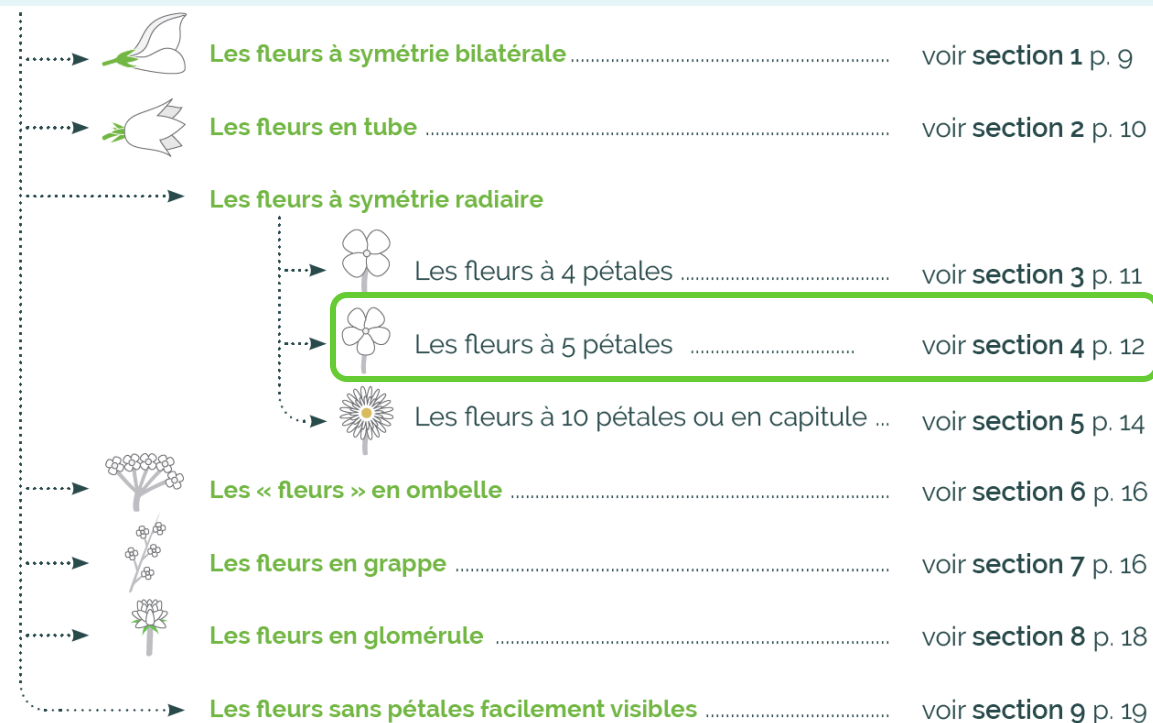 Les fleurs à symétrie bilatérale ........................ voir section 1 p. 9
Les fleurs en tube ........................ voir section 2 p. 10
Les fleurs à symétrie radiaire
Les fleurs à 4 pétales ........................ voir section 3 p. 11
Les fleurs à 5 pétales ........................ voir section 4 p. 12
Les fleurs à 10 pétales ou en capitule ... voir section 5 p. 14
Les « fleurs » en ombelle ........................ voir section 6 p. 16
Les fleurs en grappe ........................ voir section 7 p. 16
Les fleurs en glomérule ........................ voir section 8 p. 18
Les fleurs sans pétales facilement visibles ........................ voir section 9 p. 19